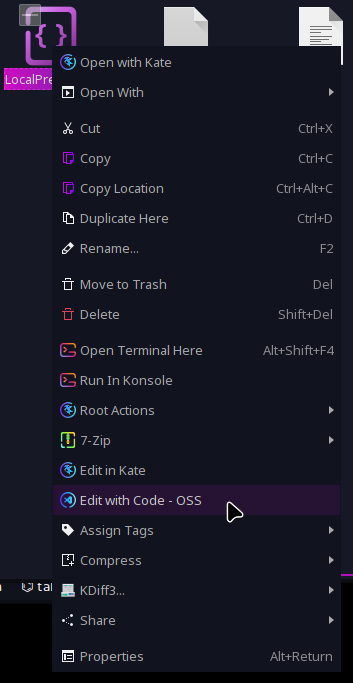 LocalPre
Open with Kate
Open With
Cut Ctrl+X
Copy Ctrl+C
Copy Location Ctrl+Alt+C
Duplicate Here Ctrl+D
Rename... F2
Move to Trash Del
Delete Shift+Del
Open Terminal Here Alt+Shift+F4
Run In Konsole
Root Actions
7-Zip
Edit in Kate
Edit with Code - OSS
Assign Tags
Compress
KDiff3...
Share
Properties Alt+Return